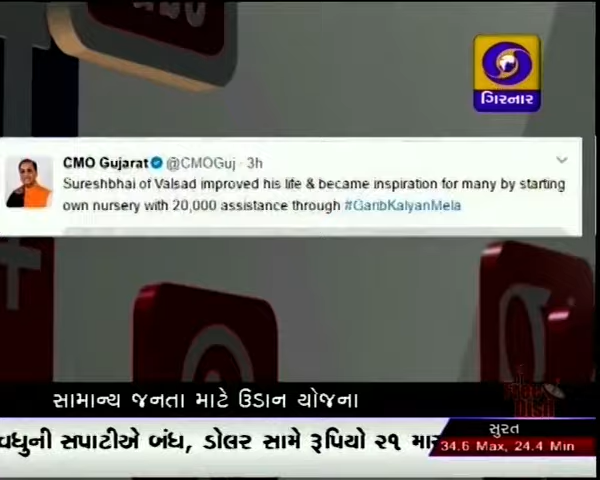 ગિરનાર
CMO Gujarat @CMOGuj · 3h
Sureshbhai of Valsad improved his life & became inspiration for many by starting
own nursery with 20,000 assistance through #GaribKalyanMela
સામાન્ય જનતા માટે ઉડાન યોજના
વધુની સપાટીએ બંધ, ડોલર સામે રૂપિયો ૨૧
સુરત
34.6 Max, 24.4 Min